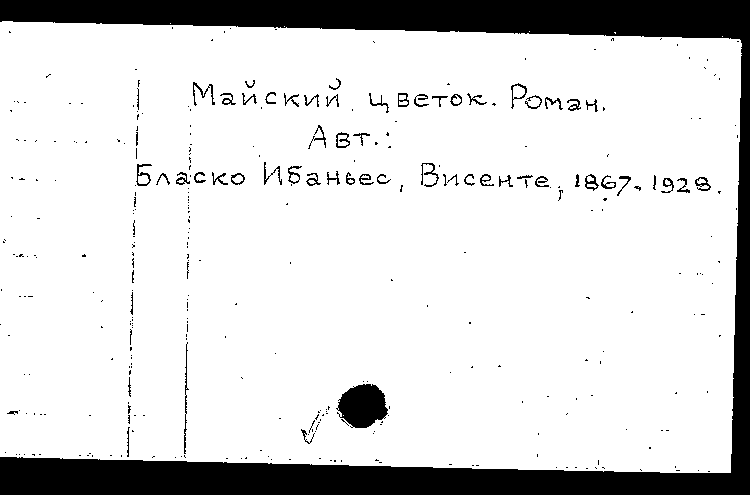 Майский цветок. Роман.
Авт.:
Бласко Ибаньес, Висенте, 1867-1928.